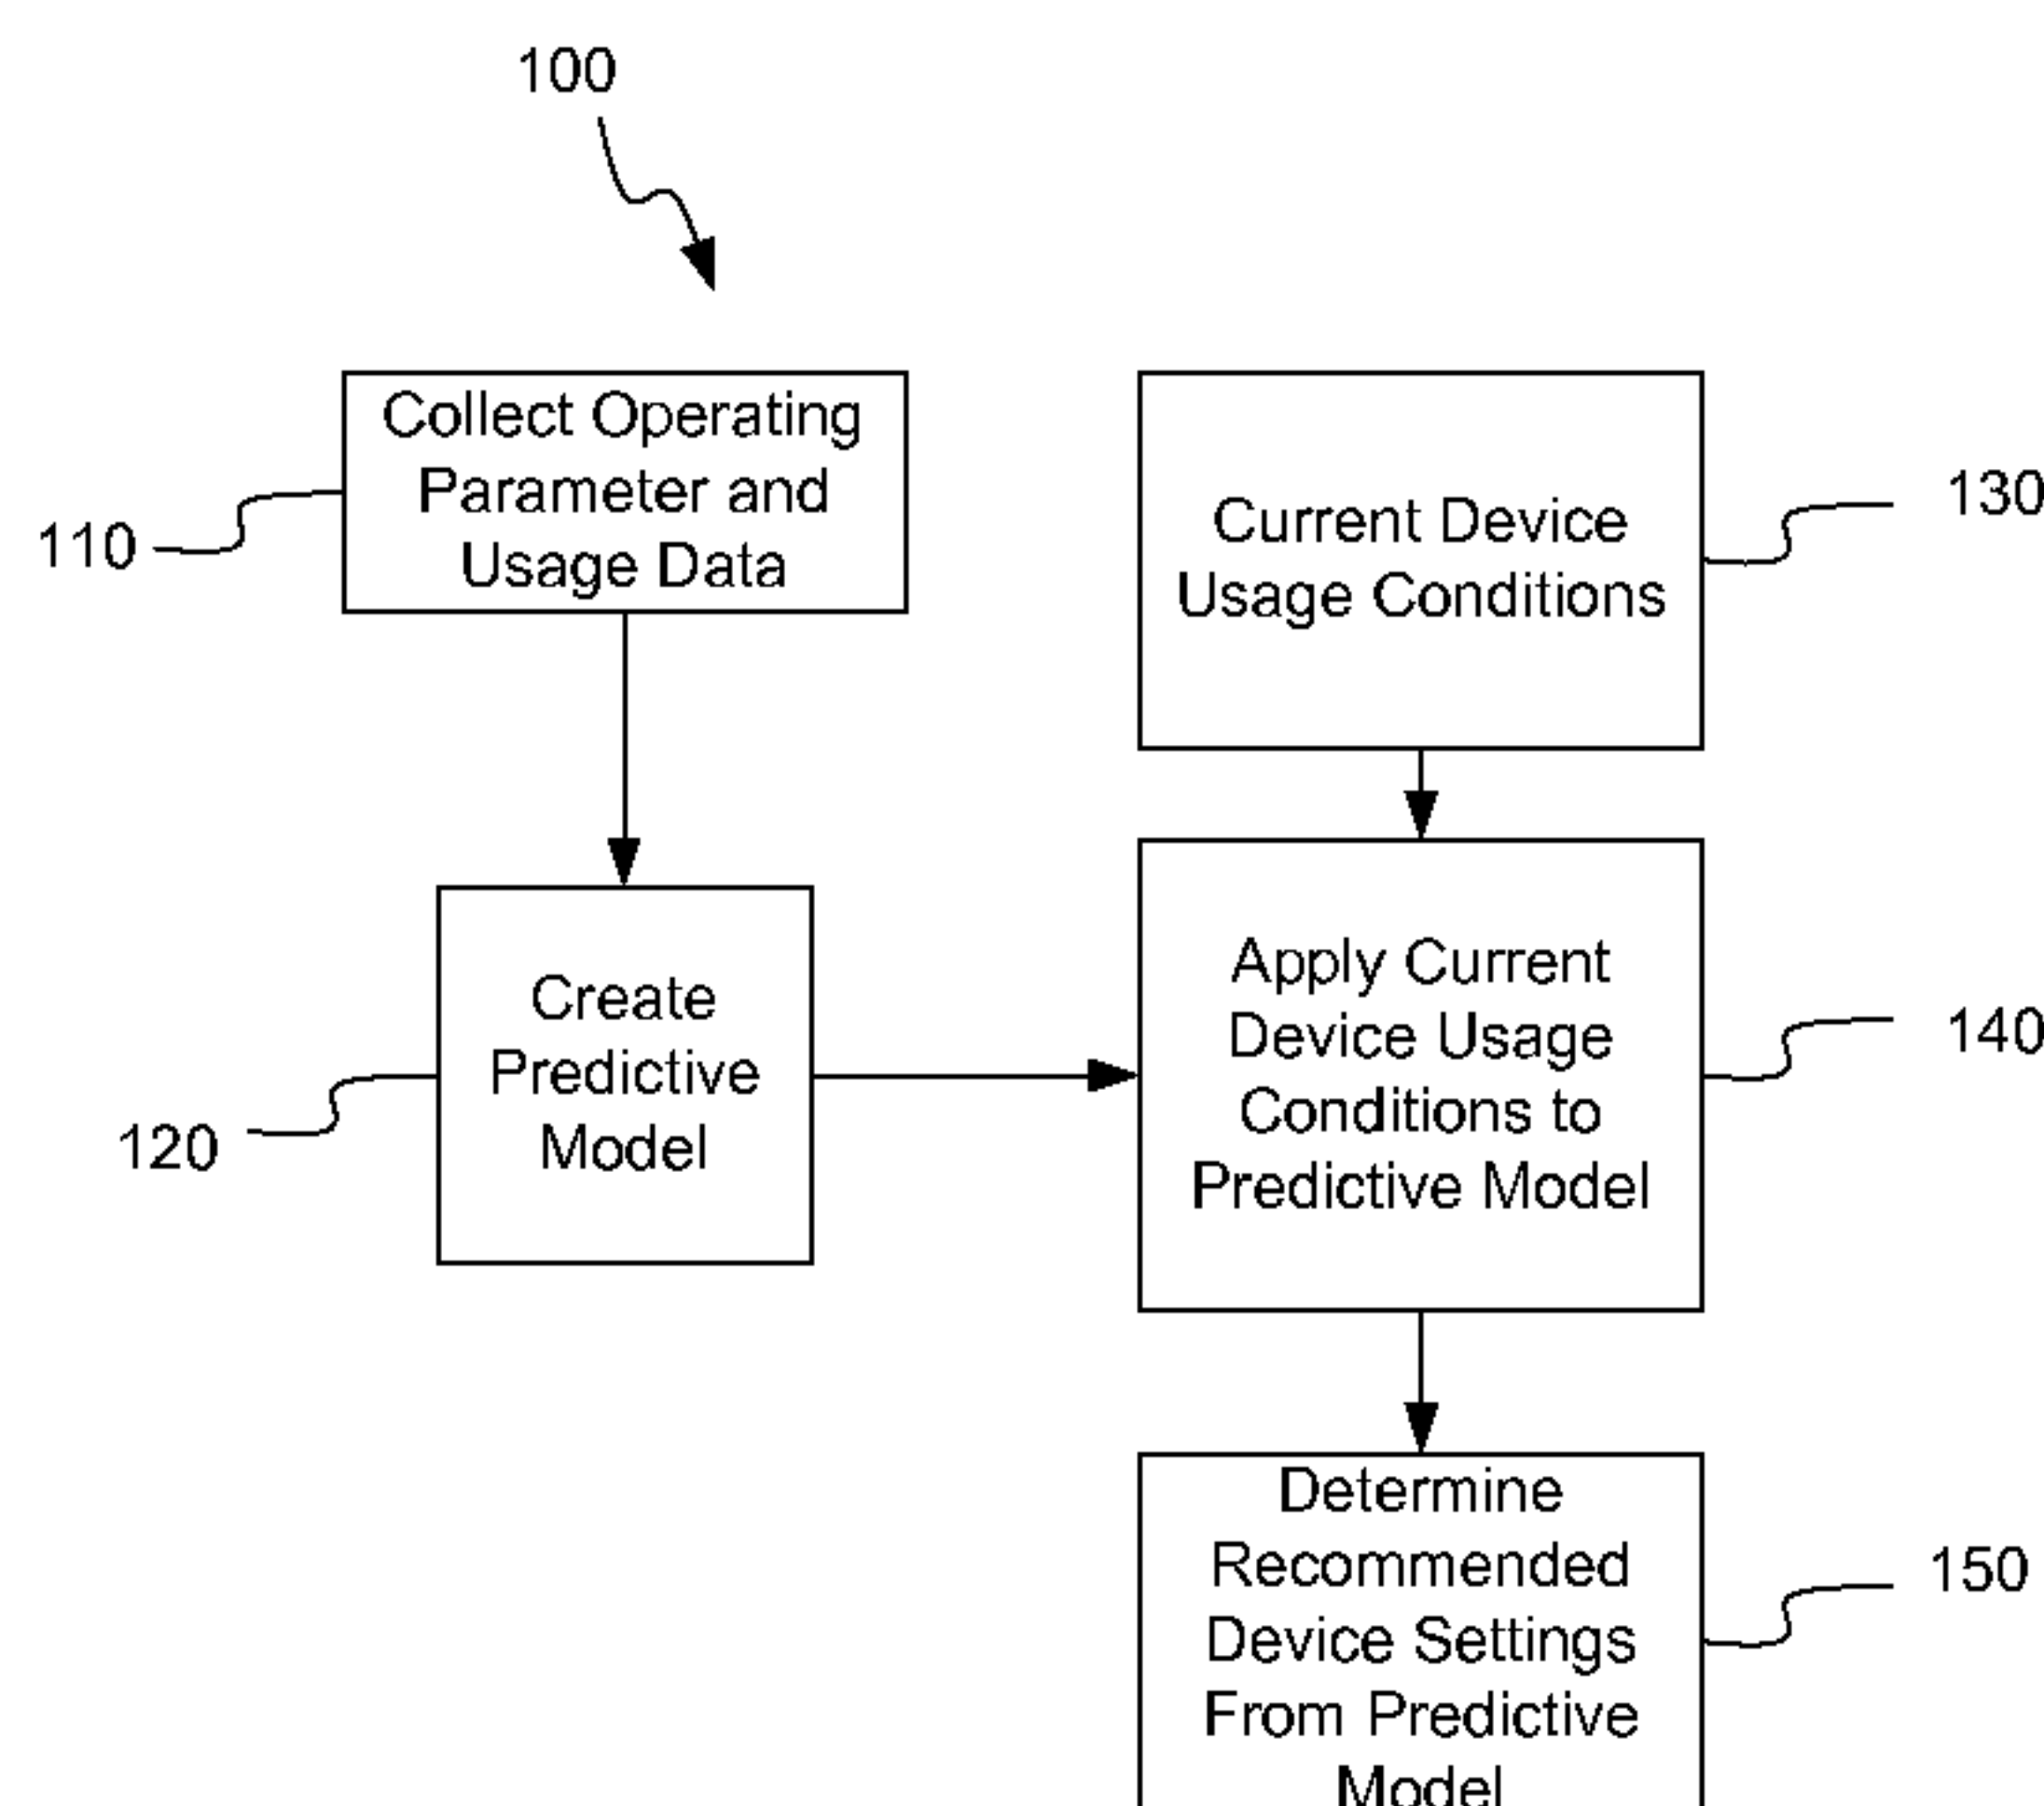 100
Collect Operating
Parameter and
Usage Data
110
Current Device
Usage Conditions
130
Create
Predictive
Model
120
Apply Current
Device Usage
Conditions to
Predictive Model
140
Determine
Recommended
Device Settings
From Predictive
Model
150